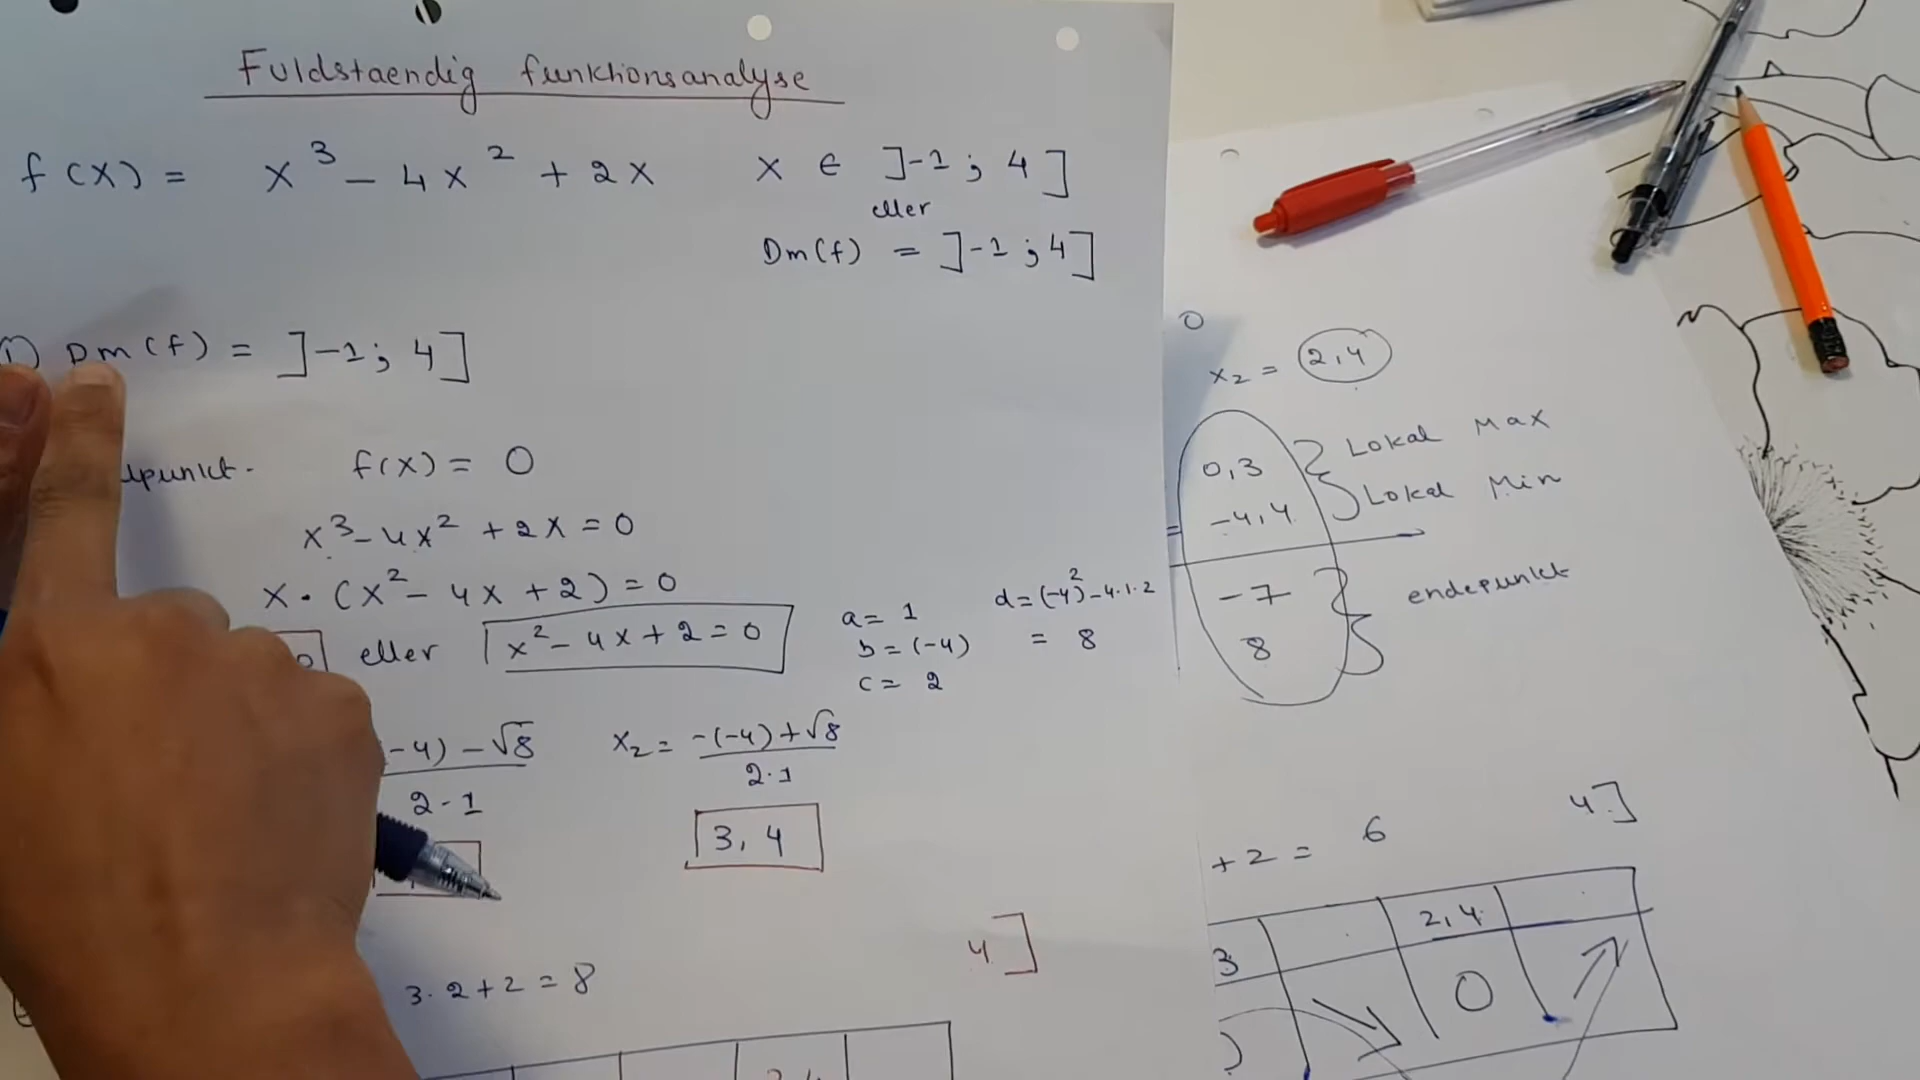 Fuldstaendig funktionsanalyse
f(x) = x³ - 4x² + 2x x ∈ ]-1 ; 4]
eller
Dm(f) = ]-1 ; 4]
1) Dm(f) = ]-1 ; 4]
f(x) = 0
x³ - 4x² + 2x = 0
x · (x² - 4x + 2) = 0
eller x² - 4x + 2 = 0
a = 1
b = (-4)
c = 2
d = (-4)² - 4·1·2
= 8
-4) - √8
2·1
x₂ = -(-4) + √8
2·1
3,4
4]
3·2 + 2 = 8
0
x₂ = 2,4
0,3 Lokal Max
= -4,4 Lokal Min
-7
8
endepunkt
+ 2 = 6
4]
3 2,4
0